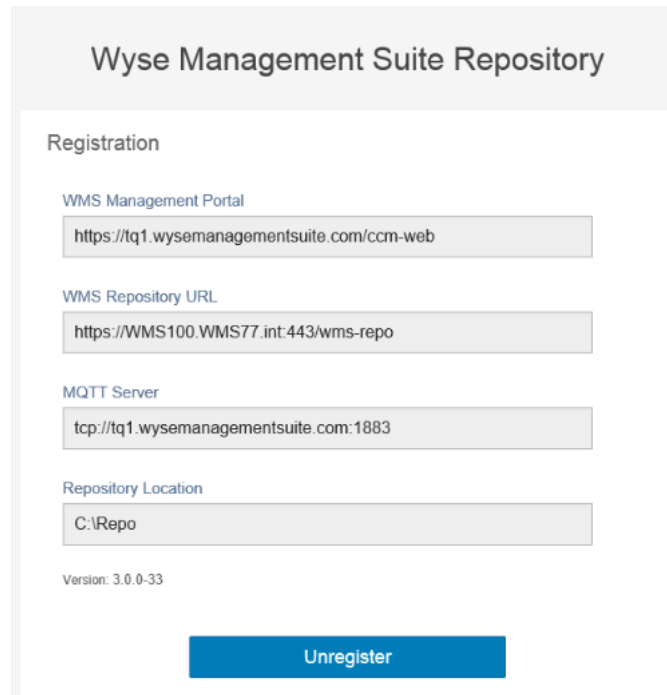 Wyse Management Suite Repository
Registration
WMS Management Portal
https://tq1.wysemanagementsuite.com/ccm-web
WMS Repository URL
https://WMS100.WMS77.int:443/wms-repo
MQTT Server
tcp://tq1.wysemanagementsuite.com:1883
Repository Location
C:\Repo
Version: 3.0.0-33
Unregister